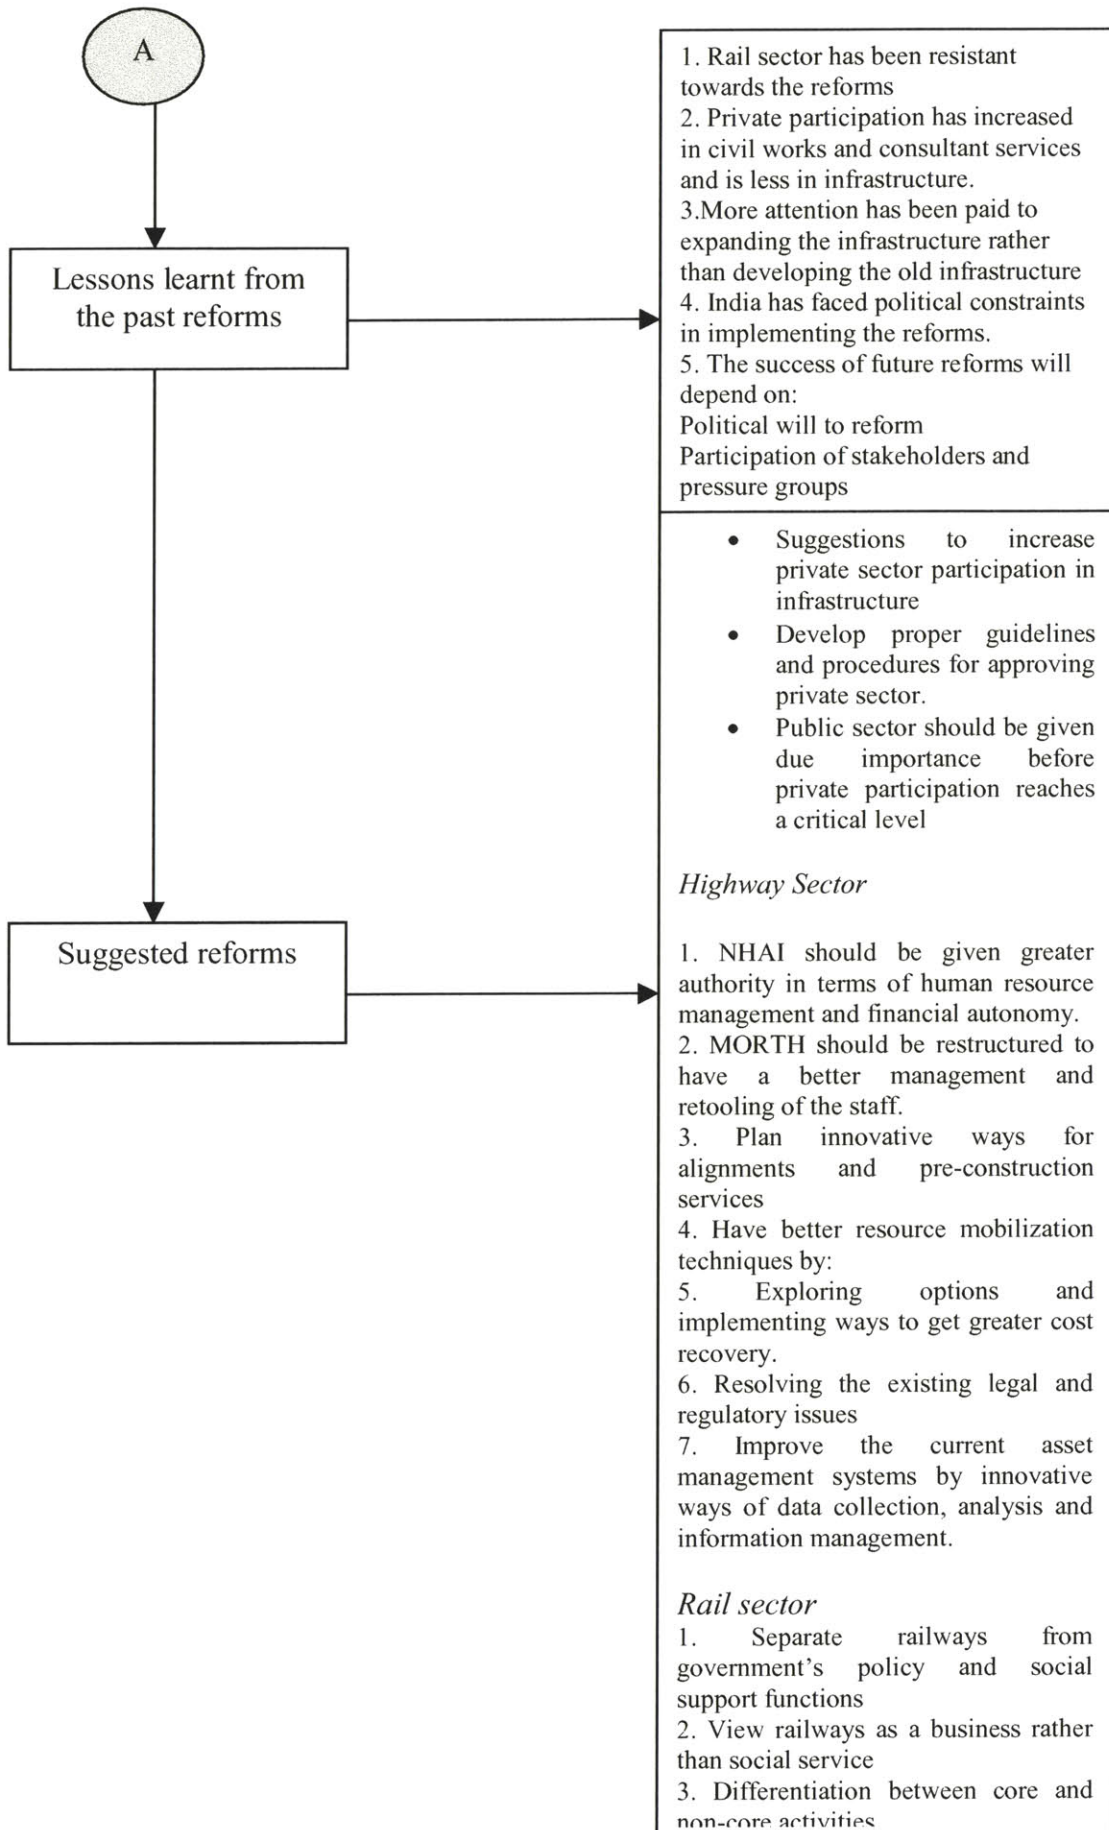 A
Lessons learnt from
the past reforms
1. Rail sector has been resistant
towards the reforms
2. Private participation has increased
in civil works and consultant services
and is less in infrastructure.
3.More attention has been paid to
expanding the infrastructure rather
than developing the old infrastructure
4. India has faced political constraints
in implementing the reforms.
5. The success of future reforms will
depend on:
Political will to reform
Participation of stakeholders and
pressure groups
Suggested reforms
• Suggestions to increase
private sector participation in
infrastructure
• Develop proper guidelines
and procedures for approving
private sector.
• Public sector should be given
due importance before
private participation reaches
a critical level
Highway Sector
1. NHAI should be given greater
authority in terms of human resource
management and financial autonomy.
2. MORTH should be restructured to
have a better management and
retooling of the staff.
3. Plan innovative ways for
alignments and pre-construction
services
4. Have better resource mobilization
techniques by:
5. Exploring options and
implementing ways to get greater cost
recovery.
6. Resolving the existing legal and
regulatory issues
7. Improve the current asset
management systems by innovative
ways of data collection, analysis and
information management.
Rail sector
1. Separate railways from
government's policy and social
support functions
2. View railways as a business rather
than social service
3. Differentiation between core and
non-core activities